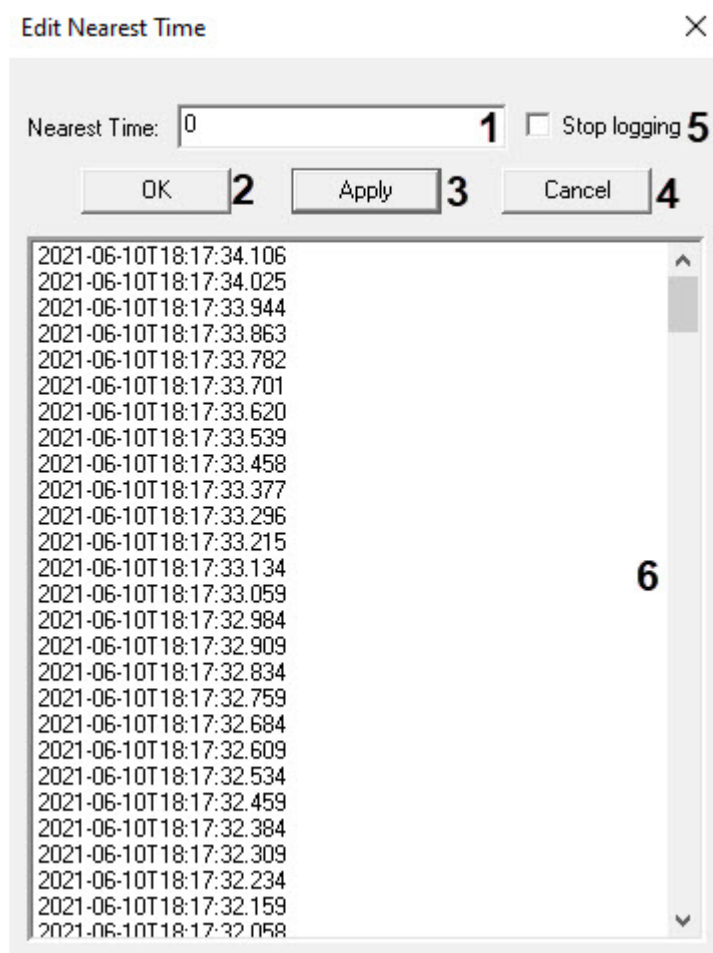 Edit Nearest Time
Nearest Time: 0 1 Stop logging 5
OK 2 Apply 3 Cancel 4
2021-06-10T18:17:34.106
2021-06-10T18:17:34.025
2021-06-10T18:17:33.944
2021-06-10T18:17:33.863
2021-06-10T18:17:33.782
2021-06-10T18:17:33.701
2021-06-10T18:17:33.620
2021-06-10T18:17:33.539
2021-06-10T18:17:33.458
2021-06-10T18:17:33.377
2021-06-10T18:17:33.296
2021-06-10T18:17:33.215
2021-06-10T18:17:33.134
2021-06-10T18:17:33.059 6
2021-06-10T18:17:32.984
2021-06-10T18:17:32.909
2021-06-10T18:17:32.834
2021-06-10T18:17:32.759
2021-06-10T18:17:32.684
2021-06-10T18:17:32.609
2021-06-10T18:17:32.534
2021-06-10T18:17:32.459
2021-06-10T18:17:32.384
2021-06-10T18:17:32.309
2021-06-10T18:17:32.234
2021-06-10T18:17:32.159
2021-06-10T18:17:32.058